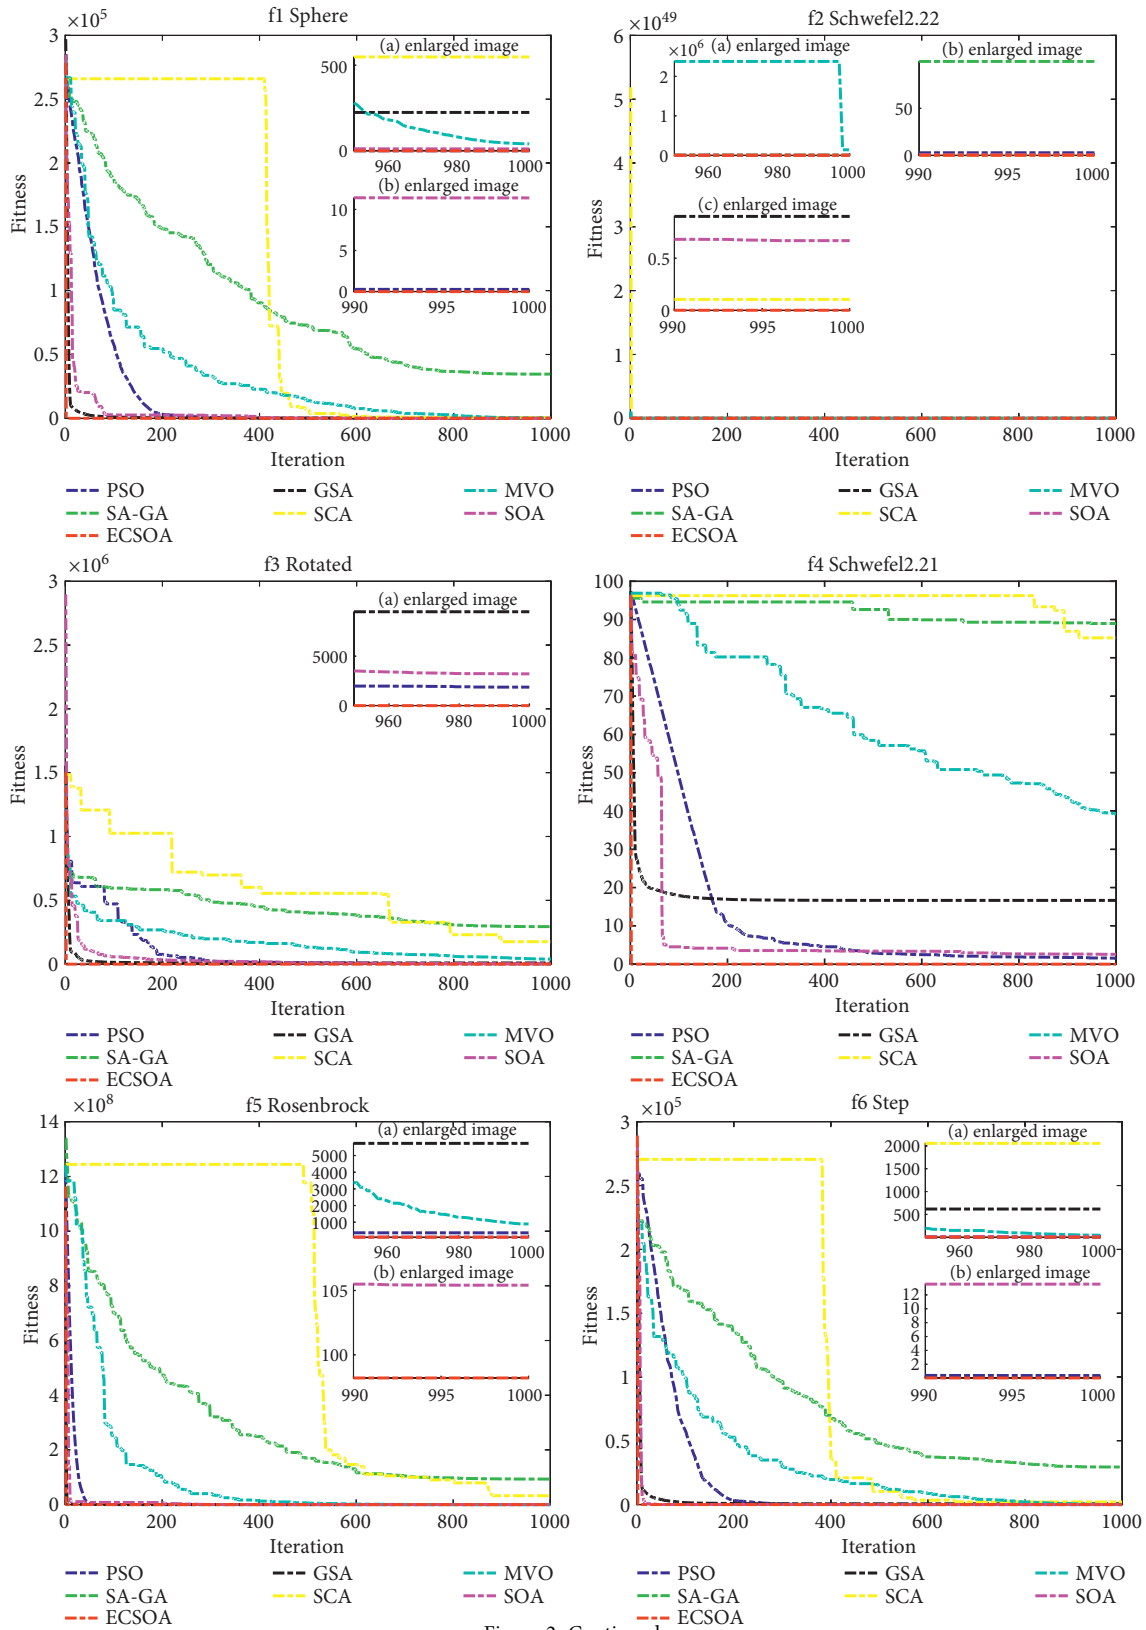 f1 Sphere
×10⁵
3
2.5
2
1.5
1
0.5
0
Fitness
0 200 400 600 800 1000
Iteration
(a) enlarged image
500
0
960 980 1000
(b) enlarged image
10
5
0
990 995 1000
PSO GSA MVO
SA-GA SCA SOA
ECSOA
f2 Schwefel2.22
×10⁴⁹
6
5
4
3
2
1
0
Fitness
0 200 400 600 800 1000
Iteration
(a) enlarged image
×10⁶
2
1
0
960 980 1000
(b) enlarged image
50
0
990 995 1000
(c) enlarged image
0.5
0
990 995 1000
PSO GSA MVO
SA-GA SCA SOA
ECSOA
f3 Rotated
×10⁶
3
2.5
2
1.5
1
0.5
0
Fitness
0 200 400 600 800 1000
Iteration
(a) enlarged image
5000
0
960 980 1000
PSO GSA MVO
SA-GA SCA SOA
ECSOA
f4 Schwefel2.21
100
90
80
70
60
50
40
30
20
10
0
Fitness
0 200 400 600 800 1000
Iteration
PSO GSA MVO
SA-GA SCA SOA
ECSOA
f5 Rosenbrock
×10⁸
14
12
10
8
6
4
2
0
Fitness
0 200 400 600 800 1000
Iteration
(a) enlarged image
5000
4000
3000
2000
1000
960 980 1000
(b) enlarged image
105
100
990 995 1000
PSO GSA MVO
SA-GA SCA SOA
ECSOA
f6 Step
×10⁵
3
2.5
2
1.5
1
0.5
0
Fitness
0 200 400 600 800 1000
Iteration
(a) enlarged image
2000
1500
1000
500
960 980 1000
(b) enlarged image
12
10
8
6
4
2
990 995 1000
PSO GSA MVO
SA-GA SCA SOA
ECSOA